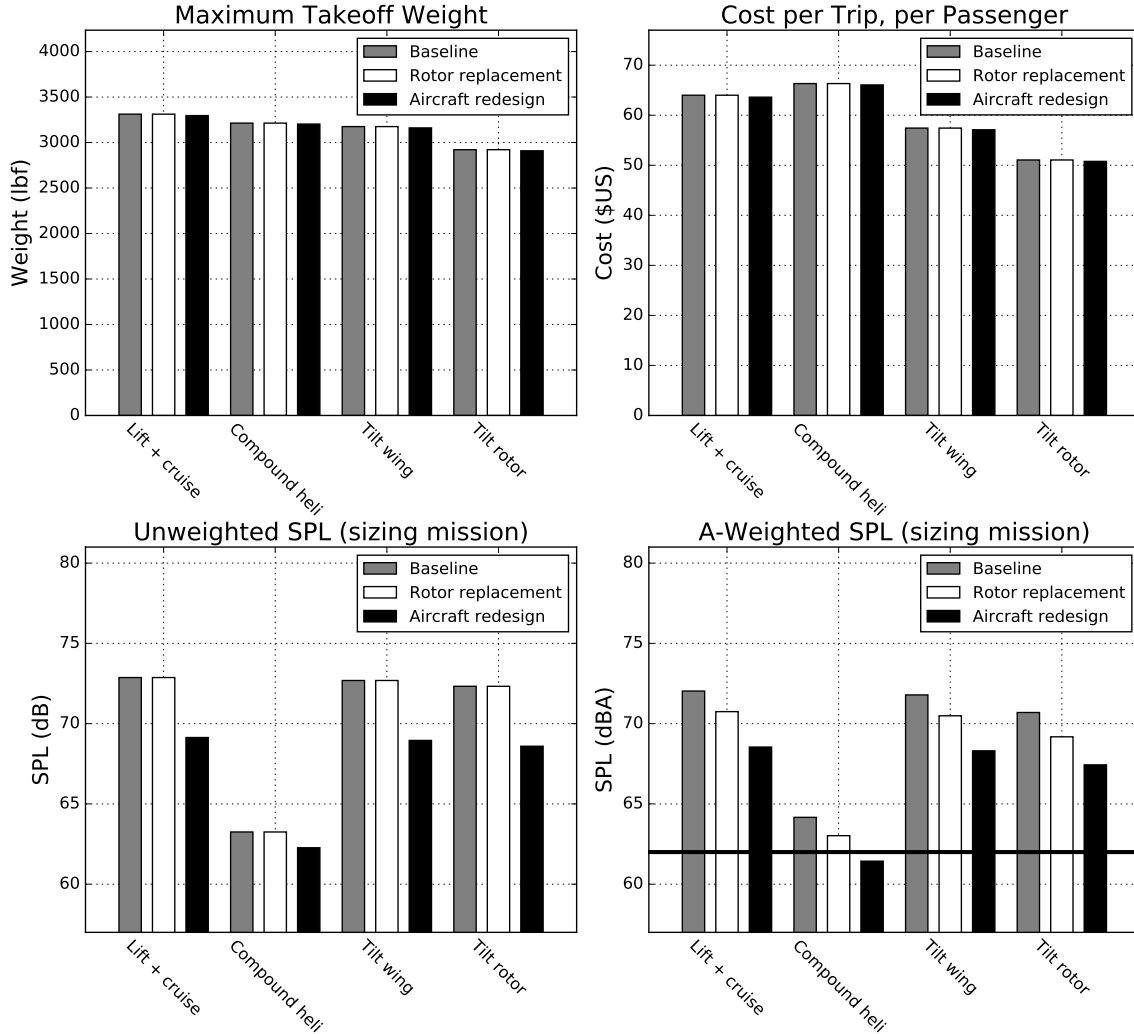 Maximum Takeoff Weight
4000
3500
3000
2500
2000
1500
1000
500
0
Weight (lbf)
Baseline
Rotor replacement
Aircraft redesign
Lift + cruise
Compound heli
Tilt wing
Tilt rotor
Cost per Trip, per Passenger
70
60
50
40
30
20
10
0
Cost ($US)
Baseline
Rotor replacement
Aircraft redesign
Lift + cruise
Compound heli
Tilt wing
Tilt rotor
Unweighted SPL (sizing mission)
80
75
70
65
60
SPL (dB)
Baseline
Rotor replacement
Aircraft redesign
Lift + cruise
Compound heli
Tilt wing
Tilt rotor
A-Weighted SPL (sizing mission)
80
75
70
65
60
SPL (dBA)
Baseline
Rotor replacement
Aircraft redesign
Lift + cruise
Compound heli
Tilt wing
Tilt rotor